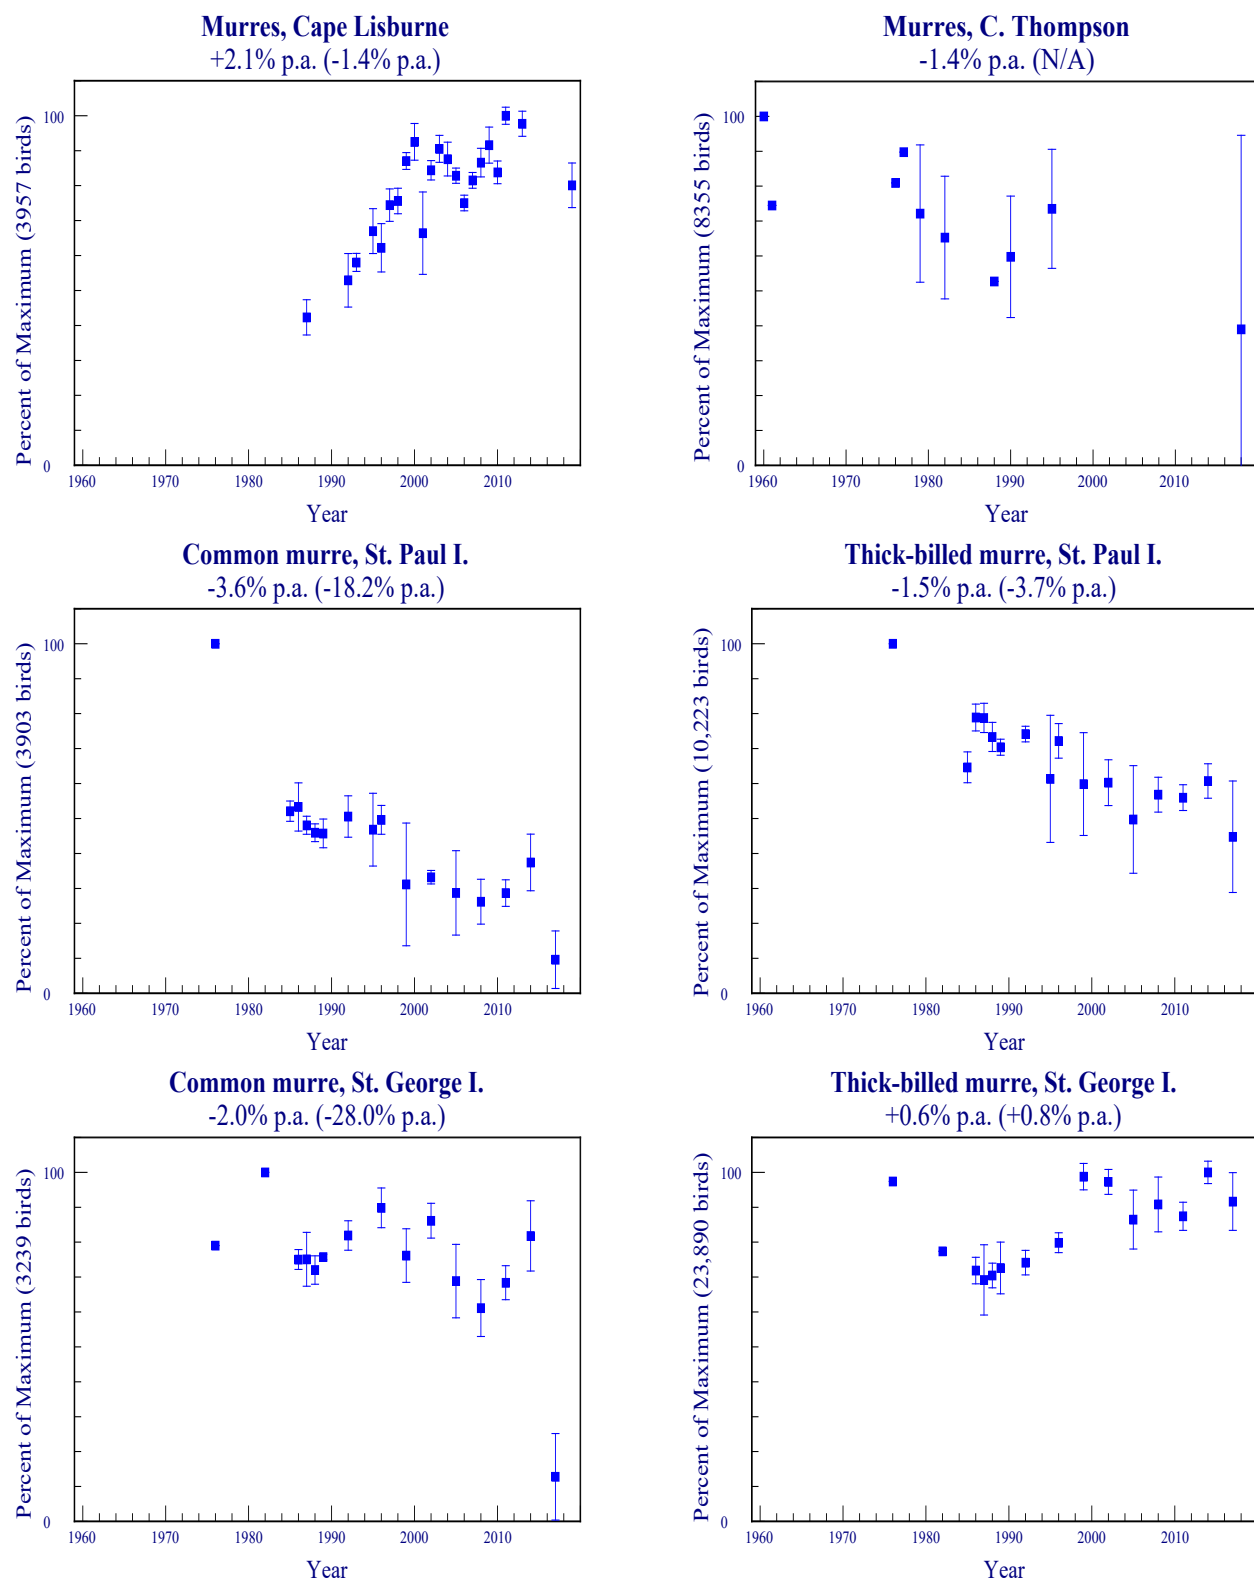 Murres, Cape Lisburne
+2.1% p.a. (-1.4% p.a.)
Percent of Maximum (3957 birds)
100
0
1960 1970 1980 1990 2000 2010
Year
Murres, C. Thompson
-1.4% p.a. (N/A)
Percent of Maximum (8355 birds)
100
0
1960 1970 1980 1990 2000 2010
Year
Common murre, St. Paul I.
-3.6% p.a. (-18.2% p.a.)
Percent of Maximum (3903 birds)
100
0
1960 1970 1980 1990 2000 2010
Year
Thick-billed murre, St. Paul I.
-1.5% p.a. (-3.7% p.a.)
Percent of Maximum (10,223 birds)
100
0
1960 1970 1980 1990 2000 2010
Year
Common murre, St. George I.
-2.0% p.a. (-28.0% p.a.)
Percent of Maximum (3239 birds)
100
0
1960 1970 1980 1990 2000 2010
Year
Thick-billed murre, St. George I.
+0.6% p.a. (+0.8% p.a.)
Percent of Maximum (23,890 birds)
100
0
1960 1970 1980 1990 2000 2010
Year